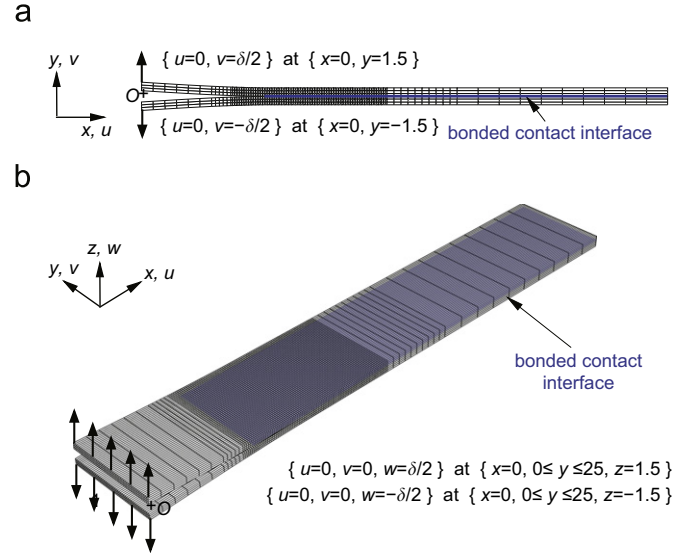 a
y, v
{ u=0, v=δ/2 } at { x=0, y=1.5 }
O
x, u
{ u=0, v=−δ/2 } at { x=0, y=−1.5 }
bonded contact interface
b
z, w
y, v
x, u
bonded contact
interface
{ u=0, v=0, w=δ/2 } at { x=0, 0≤ y ≤25, z=1.5 }
{ u=0, v=0, w=−δ/2 } at { x=0, 0≤ y ≤25, z=−1.5 }
O